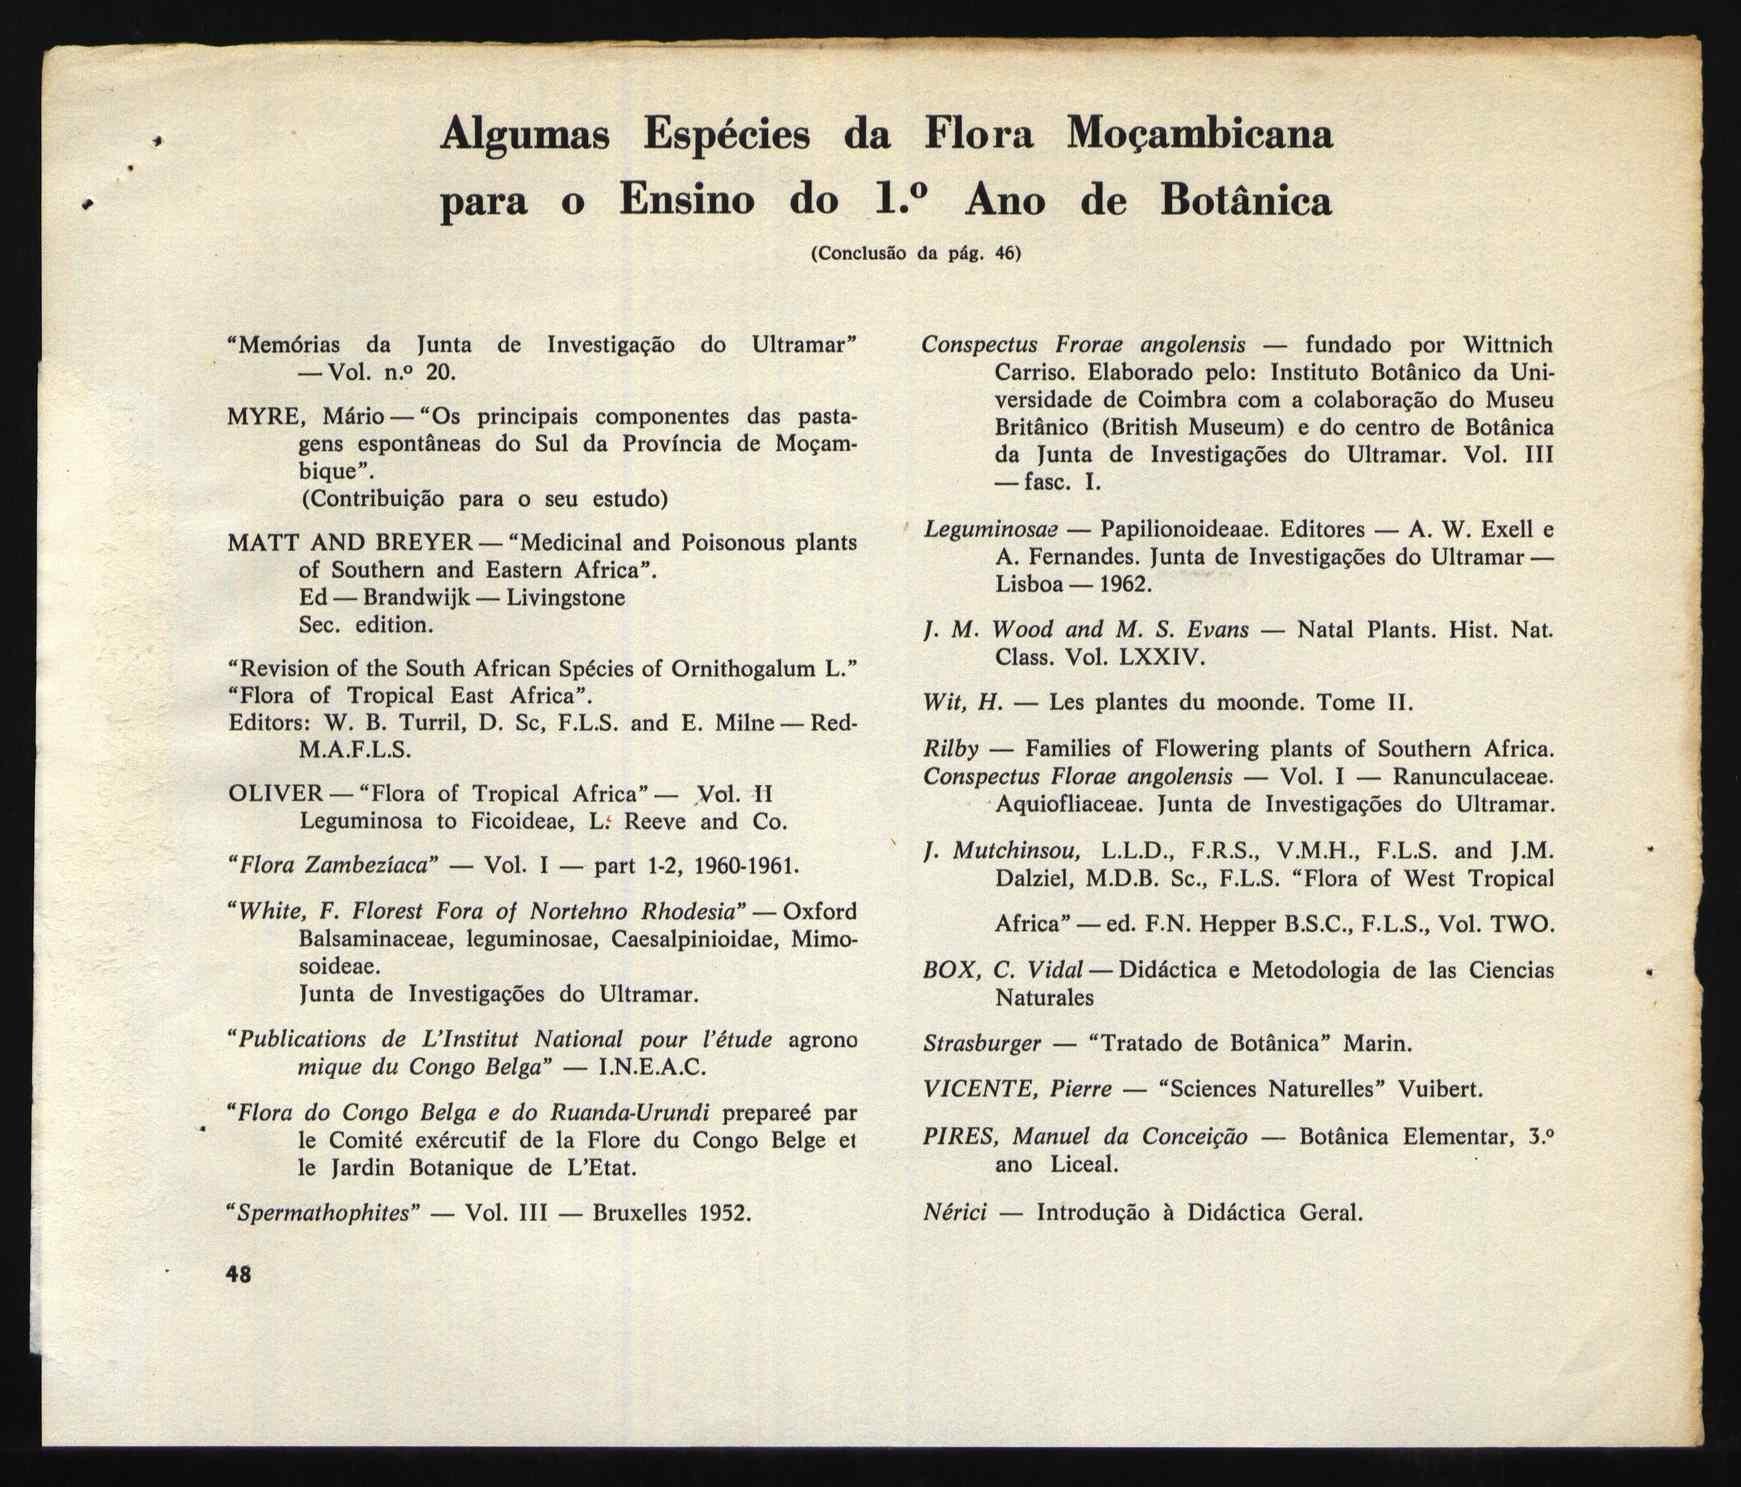 Algumas Espécies da Flora Moçambicana
para o Ensino do 1.º Ano de Botânica
(Conclusão da pág. 46)
“Memórias da Junta de Investigação do Ultramar”
— Vol. n.º 20.
MYRE, Mário — “Os principais componentes das pasta-
gens espontâneas do Sul da Província de Moçam-
bique”.
(Contribuição para o seu estudo)
MATT AND BREYER — “Medicinal and Poisonous plants
of Southern and Eastern Africa”.
Ed — Brandwijk — Livingstone
Sec. edition.
“Revision of the South African Spécies of Ornithogalum L.”
“Flora of Tropical East Africa”.
Editors: W. B. Turril, D. Sc, F.L.S. and E. Milne — Red-
M.A.F.L.S.
OLIVER — “Flora of Tropical Africa” — Vol. II
Leguminosa to Ficoideae, L. Reeve and Co.
“Flora Zambezíaca” — Vol. I — part 1-2, 1960-1961.
“White, F. Florest Fora of Nortehno Rhodesia” — Oxford
Balsaminaceae, leguminosae, Caesalpinioidae, Mimo-
soideae.
Junta de Investigações do Ultramar.
“Publications de L’Institut National pour l’étude agrono
mique du Congo Belga” — I.N.E.A.C.
“Flora do Congo Belga e do Ruanda-Urundi prepareé par
le Comité exércutif de la Flore du Congo Belge et
le Jardin Botanique de L’Etat.
“Spermathophites” — Vol. III — Bruxelles 1952.
48
Conspectus Frorae angolensis — fundado por Wittnich
Carriso. Elaborado pelo: Instituto Botânico da Uni-
versidade de Coimbra com a colaboração do Museu
Britânico (British Museum) e do centro de Botânica
da Junta de Investigações do Ultramar. Vol. III
— fasc. I.
Leguminosae — Papilionoideaae. Editores — A. W. Exell e
A. Fernandes. Junta de Investigações do Ultramar —
Lisboa — 1962.
J. M. Wood and M. S. Evans — Natal Plants. Hist. Nat.
Class. Vol. LXXIV.
Wit, H. — Les plantes du moonde. Tome II.
Rilby — Families of Flowering plants of Southern Africa.
Conspectus Florae angolensis — Vol. I — Ranunculaceae.
Aquiofliaceae. Junta de Investigações do Ultramar.
J. Mutchinsou, L.L.D., F.R.S., V.M.H., F.L.S. and J.M.
Dalziel, M.D.B. Sc., F.L.S. “Flora of West Tropical
Africa” — ed. F.N. Hepper B.S.C., F.L.S., Vol. TWO.
BOX, C. Vidal — Didáctica e Metodologia de las Ciencias
Naturales
Strasburger — “Tratado de Botânica” Marin.
VICENTE, Pierre — “Sciences Naturelles” Vuibert.
PIRES, Manuel da Conceição — Botânica Elementar, 3.º
ano Liceal.
Nérici — Introdução à Didáctica Geral.